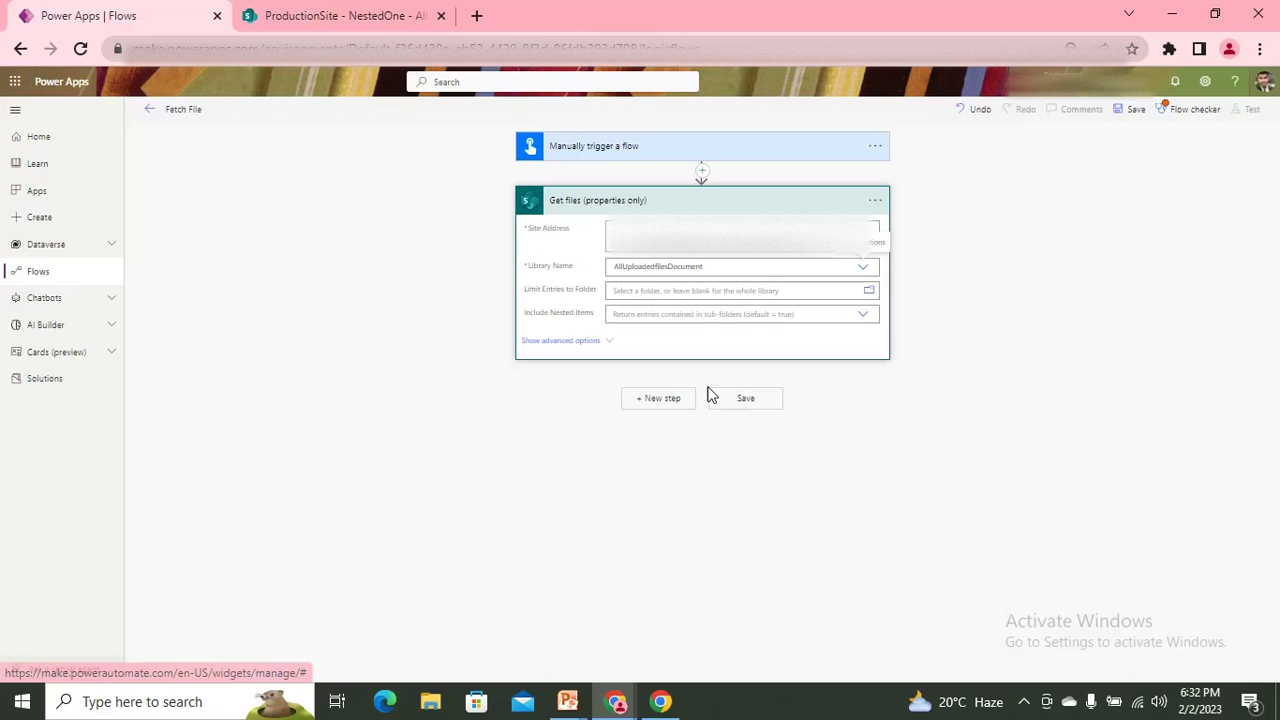 Power Apps | Flows
ProductionSite - NestedOne - All
Power Apps
Search
Fetch File
Undo
Redo
Comments
Save
Flow checker
Test
Home
Learn
Apps
Create
Dataverse
Flows
Chatbots
AI Builder
Cards (preview)
Solutions
Manually trigger a flow
Get files (properties only)
*Site Address
*Library Name
AllUploadedfilesDocument
Limit Entries to Folder
Select a folder, or leave blank for the whole library
Include Nested Items
Return entries contained in sub-folders (default = true)
Show advanced options
+ New step
Save
Activate Windows
Go to Settings to activate Windows.
https://make.powerautomate.com/en-US/widgets/manage/#
Type here to search
20°C Haze
6:32 PM
2/2/2023
3